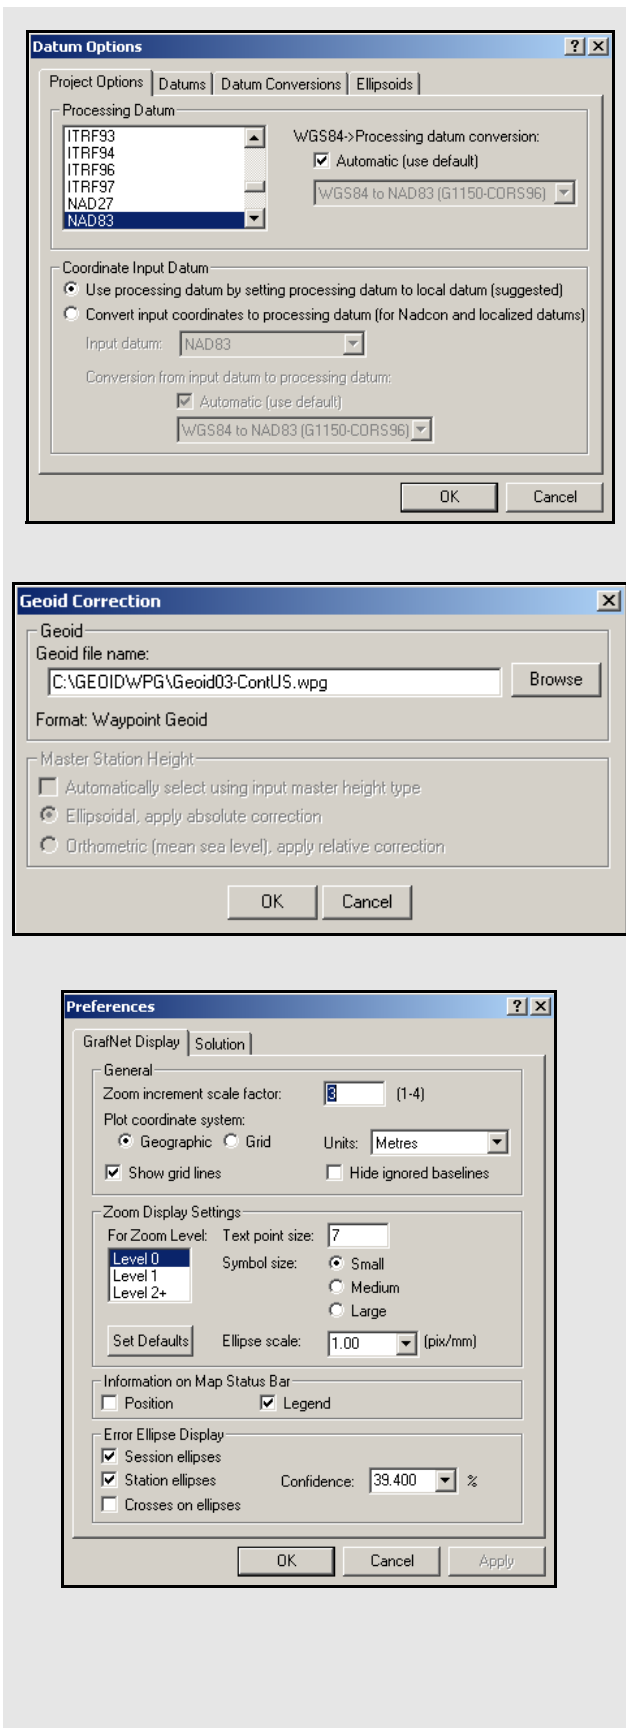 Datum Options
Project Options Datums Datum Conversions Ellipsoids
Processing Datum
ITRF93
ITRF94
ITRF96
ITRF97
NAD27
NAD83
WGS84->Processing datum conversion:
Automatic (use default)
WGS84 to NAD83 (G1150-CORS96)
Coordinate Input Datum
Use processing datum by setting processing datum to local datum (suggested)
Convert input coordinates to processing datum (for Nadcon and localized datums)
Input datum: NAD83
Conversion from input datum to processing datum:
Automatic (use default)
WGS84 to NAD83 (G1150-CORS96)
OK Cancel
Geoid Correction
Geoid
Geoid file name:
C:\GEOIDWPG\Geoid03-ContUS.wpg Browse
Format: Waypoint Geoid
Master Station Height
Automatically select using input master height type
Ellipsoidal, apply absolute correction
Orthometric (mean sea level), apply relative correction
OK Cancel
Preferences
GrafNet Display Solution
General
Zoom increment scale factor: 3 (1-4)
Plot coordinate system:
Geographic Grid Units: Metres
Show grid lines Hide ignored baselines
Zoom Display Settings
For Zoom Level: Text point size: 7
Level 0
Level 1
Level 2+
Symbol size: Small
Medium
Large
Set Defaults Ellipse scale: 1.00 (pix/mm)
Information on Map Status Bar
Position Legend
Error Ellipse Display
Session ellipses
Station ellipses Confidence: 39.400 %
Crosses on ellipses
OK Cancel Apply